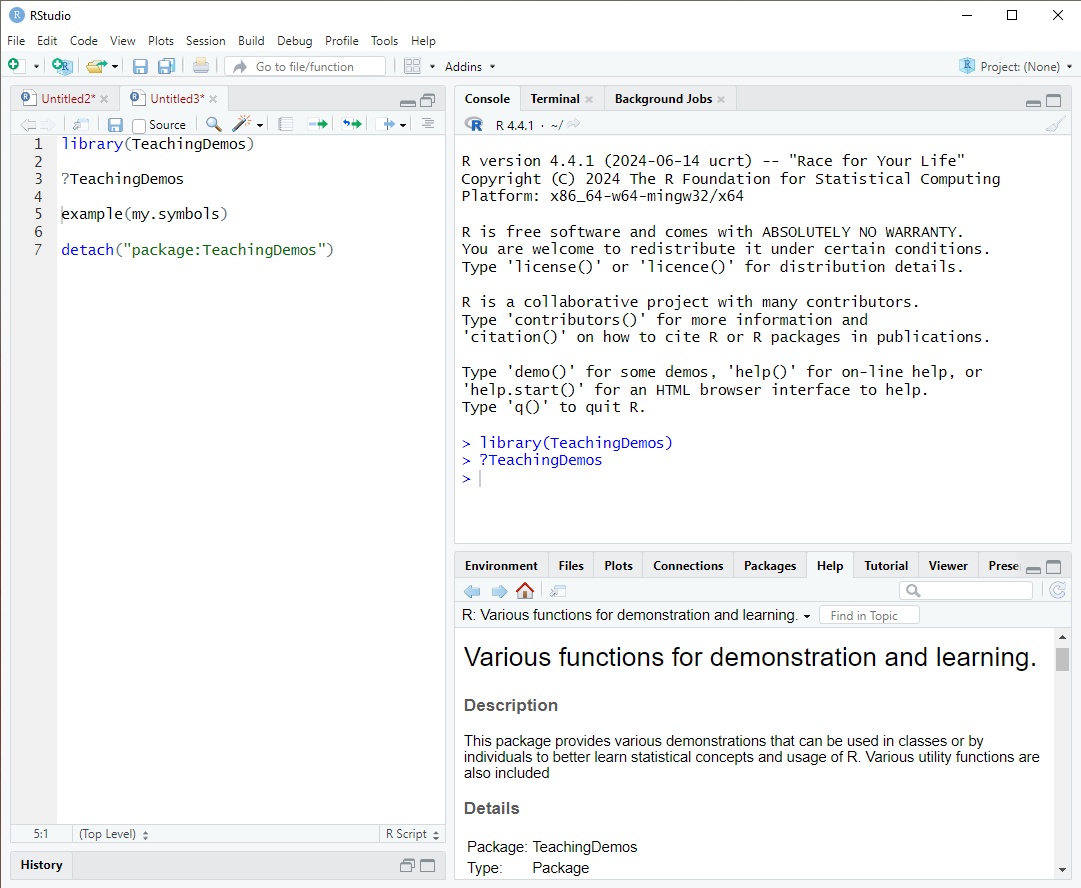 RStudio
File Edit Code View Plots Session Build Debug Profile Tools Help
Go to file/function Addins Project: (None)
Untitled2* Untitled3*
Source
1 library(TeachingDemos)
2
3 ?TeachingDemos
4
5 example(my.symbols)
6
7 detach("package:TeachingDemos")
5:1 (Top Level) R Script
History
Console Terminal Background Jobs
R 4.4.1 · ~/
R version 4.4.1 (2024-06-14 ucrt) -- "Race for Your Life"
Copyright (C) 2024 The R Foundation for Statistical Computing
Platform: x86_64-w64-mingw32/x64
R is free software and comes with ABSOLUTELY NO WARRANTY.
You are welcome to redistribute it under certain conditions.
Type 'license()' or 'licence()' for distribution details.
R is a collaborative project with many contributors.
Type 'contributors()' for more information and
'citation()' on how to cite R or R packages in publications.
Type 'demo()' for some demos, 'help()' for on-line help, or
'help.start()' for an HTML browser interface to help.
Type 'q()' to quit R.
> library(TeachingDemos)
> ?TeachingDemos
>
Environment Files Plots Connections Packages Help Tutorial Viewer Prese
R: Various functions for demonstration and learning. Find in Topic
Various functions for demonstration and learning.
Description
This package provides various demonstrations that can be used in classes or by
individuals to better learn statistical concepts and usage of R. Various utility functions are
also included
Details
Package: TeachingDemos
Type: Package